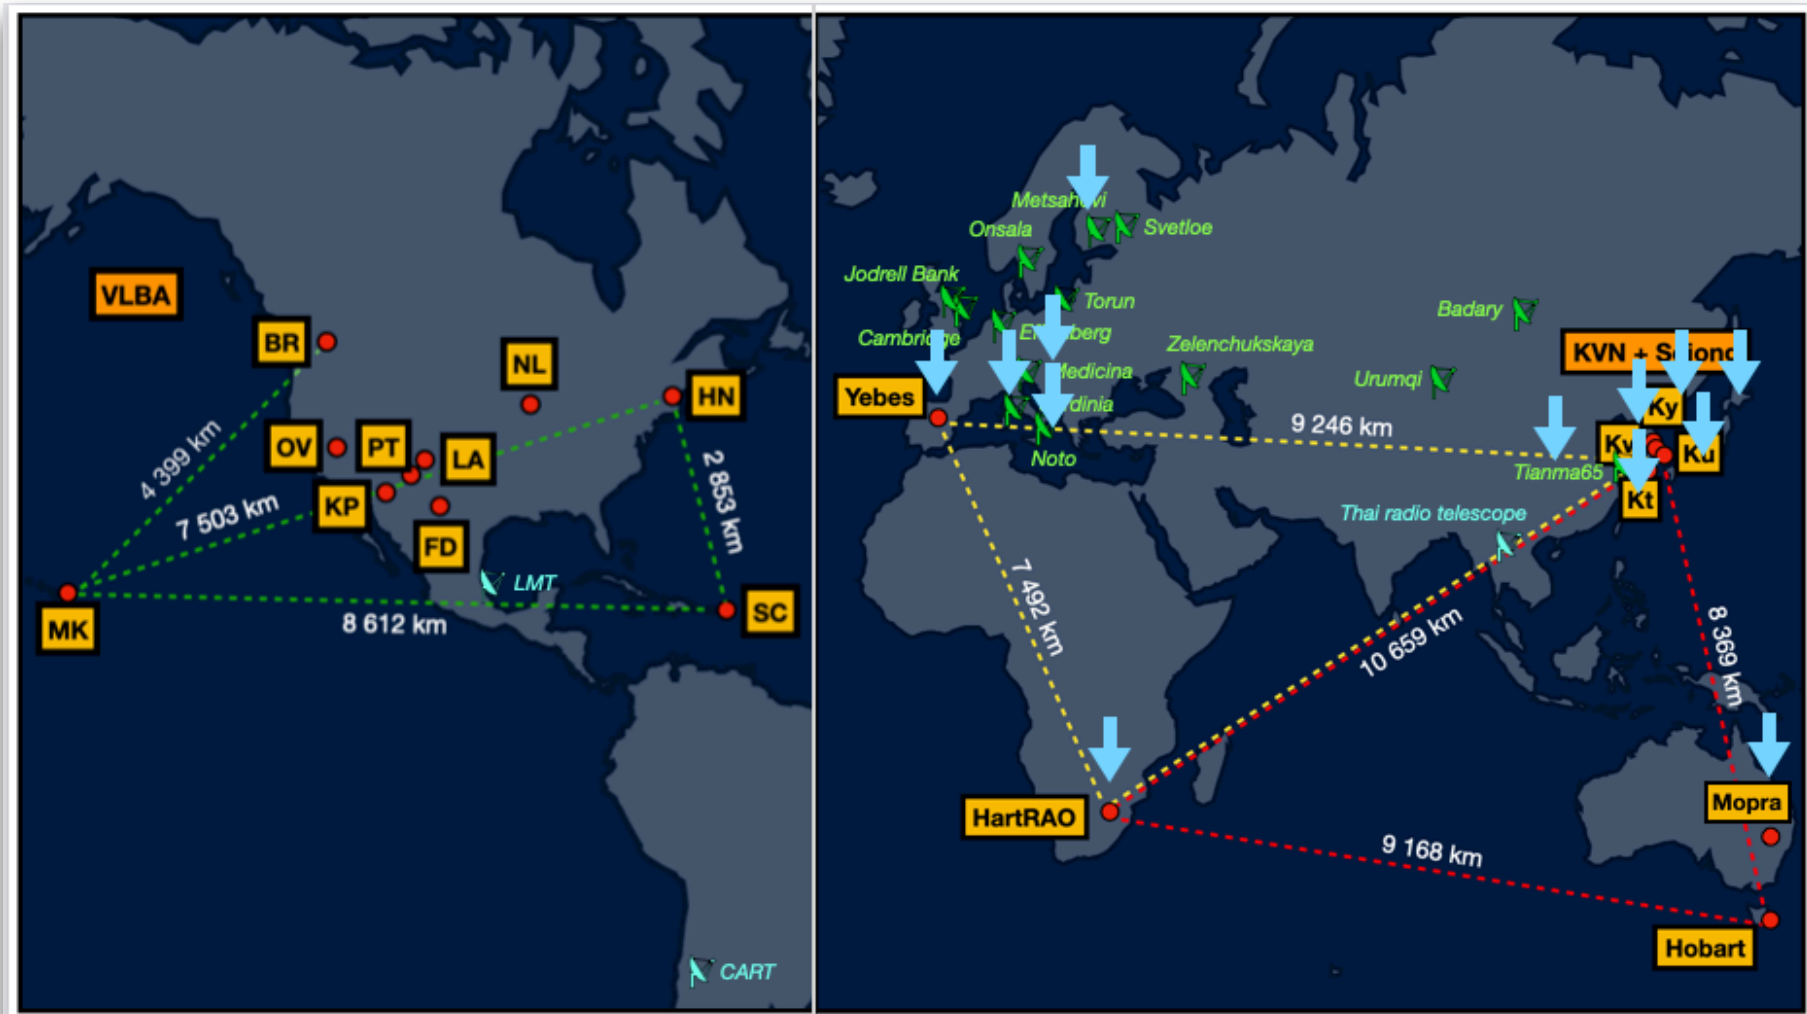 VLBA
BR
NL
HN
OV
PT
LA
KP
FD
MK
SC
LMT
CART
4 399 km
7 503 km
8 612 km
2 853 km
Metsahovi
Onsala
Svetloe
Jodrell Bank
Torun
Cambridge
Badary
Zelenchukskaya
Medicina
Urumqi
KVN +
Yebes
Ky
9 246 km
Ku
Noto
Tianma65
Kt
Thai radio telescope
7 492 km
10 659 km
8 369 km
HartRAO
9 168 km
Mopra
Hobart